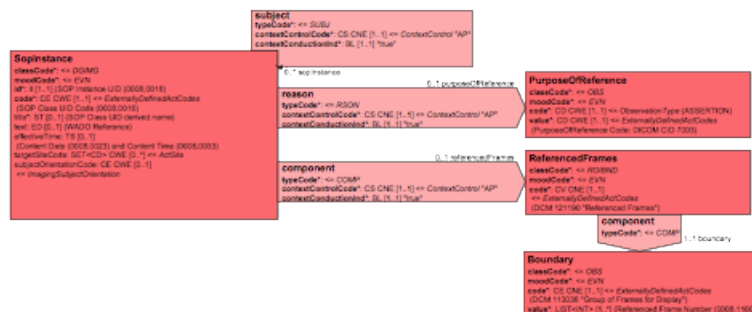 subject
typeCode*: <= SUBJ
contextControlCode*: CS CNE [1..1] <= ContextControl "AP"
contextConductionInd*: BL [1..1] "true"
0..1 sopInstance
SopInstance
classCode*: <= DGIMG
moodCode*: <= EVN
id*: II [1..1] (SOP Instance UID (0008,0018)
code*: CE CWE [1..1] <= ExternallyDefinedActCodes
(SOP Class UID Code (0008,0016)
title*: ST [0..1] (SOP Class UID derived name)
text: ED [0..1] (WADO Reference)
effectiveTime: TS [0..1]
(Content Date (0008,0023) and Content Time (0008,0033)
targetSiteCode: SET<CD> CWE [0..*] <= ActSite
subjectOrientationCode: CE CWE [0..1]
<= ImagingSubjectOrientation
0..1 purposeOfReference
reason
typeCode*: <= RSON
contextControlCode*: CS CNE [1..1] <= ContextControl "AP"
contextConductionInd*: BL [1..1] "true"
PurposeOfReference
classCode*: <= OBS
moodCode*: <= EVN
code*: CD CWE [1..1] <= ObservationType (ASSERTION)
value*: CD CWE [1..1] <= ExternallyDefinedActCodes
(PurposeOfReference Code: DICOM CID 7003)
0..1 referencedFrames
component
typeCode*: <= COMP
contextControlCode*: CS CNE [1..1] <= ContextControl "AP"
contextConductionInd*: BL [1..1] "true"
ReferencedFrames
classCode*: <= ROIBND
moodCode*: <= EVN
code*: CV CNE [1..1]
<= ExternallyDefinedActCodes
(DCM 121190 "Referenced Frames")
component
typeCode*: <= COMP
1..1 boundary
Boundary
classCode*: <= OBS
moodCode*: <= EVN
code*: CE CNE [1..1] <= ExternallyDefinedActCodes
(DCM 113036 "Group of Frames for Display")
value*: LIST<INT> [1..*] (Referenced Frame Number (0008,1160)